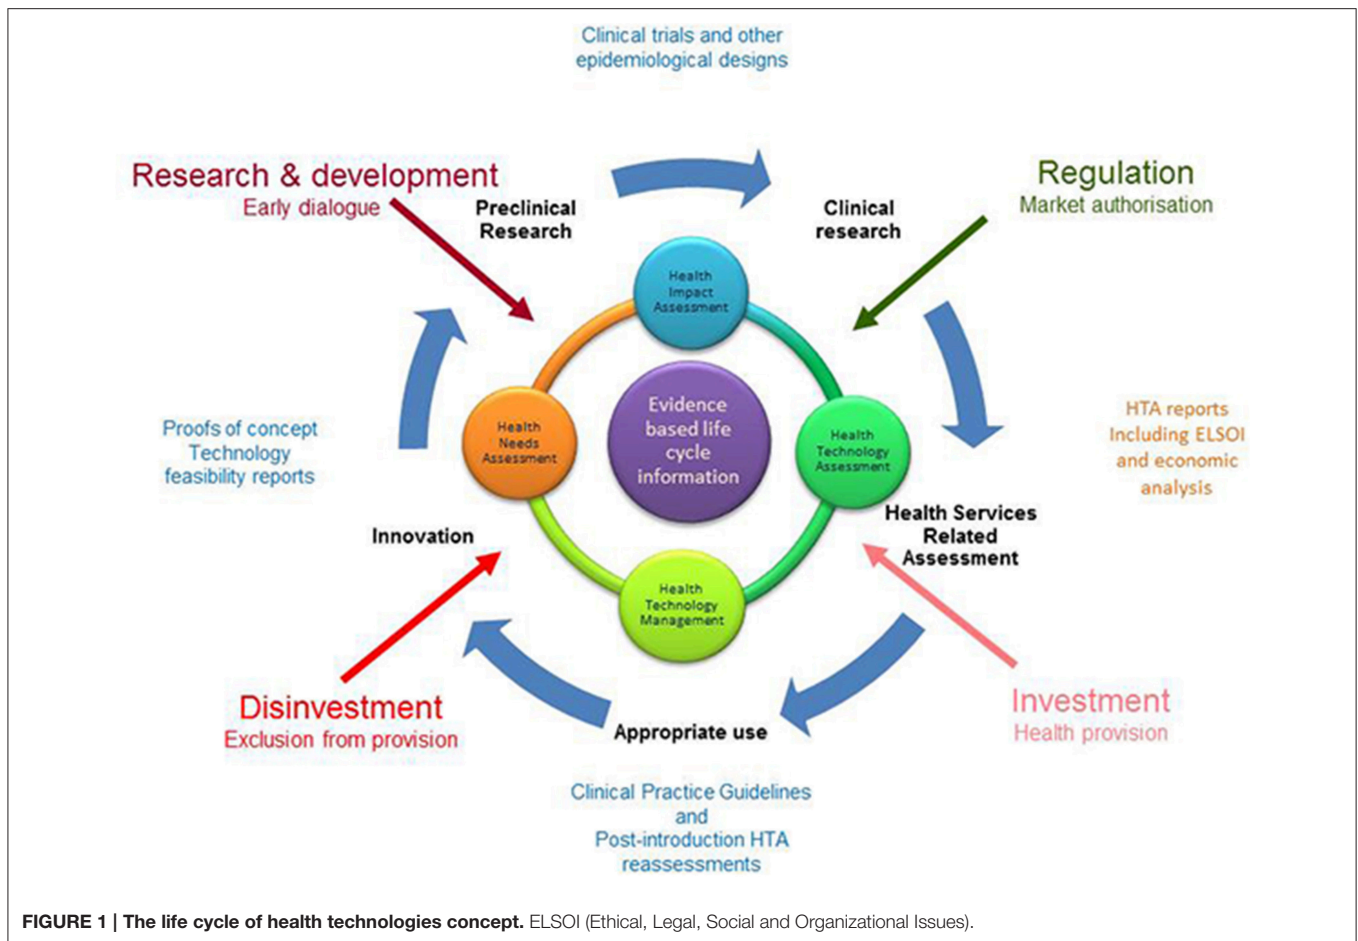 Clinical trials and other
epidemiological designs
Research & development
Early dialogue
Preclinical
Research
Clinical
research
Regulation
Market authorisation
Health
Impact
Assessment
Proofs of concept
Technology
feasibility reports
Health
Needs
Assessment
Evidence
based life
cycle
information
Health
Technology
Assessment
HTA reports
Including ELSOI
and economic
analysis
Innovation
Health Services
Related
Assessment
Health
Technology
Management
Disinvestment
Exclusion from provision
Appropriate use
Investment
Health provision
Clinical Practice Guidelines
and
Post-introduction HTA
reassessments
FIGURE 1 | The life cycle of health technologies concept. ELSOI (Ethical, Legal, Social and Organizational Issues).